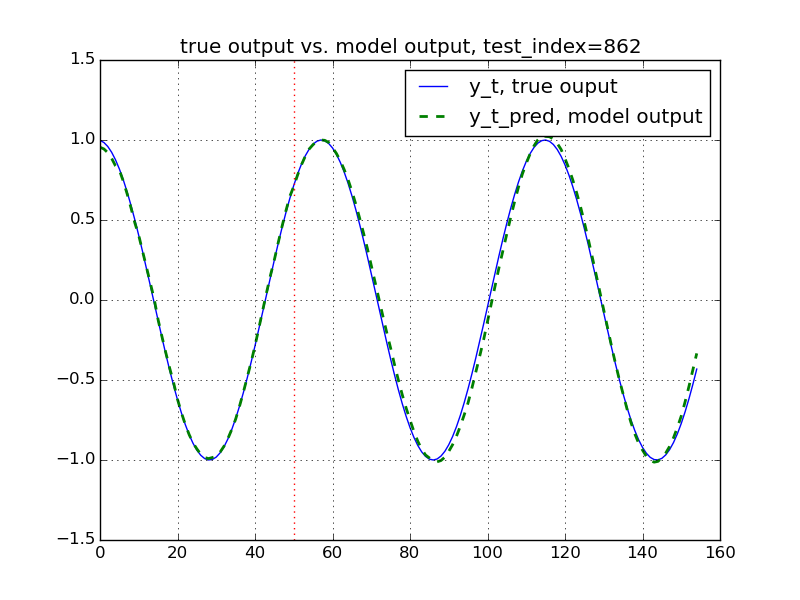 true output vs. model output, test_index=862
y_t, true ouput
y_t_pred, model output
1.5
1.0
0.5
0.0
−0.5
−1.0
−1.5
0 20 40 60 80 100 120 140 160